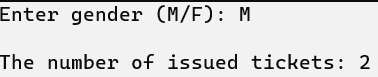 Enter gender (M/F): M
The number of issued tickets: 2